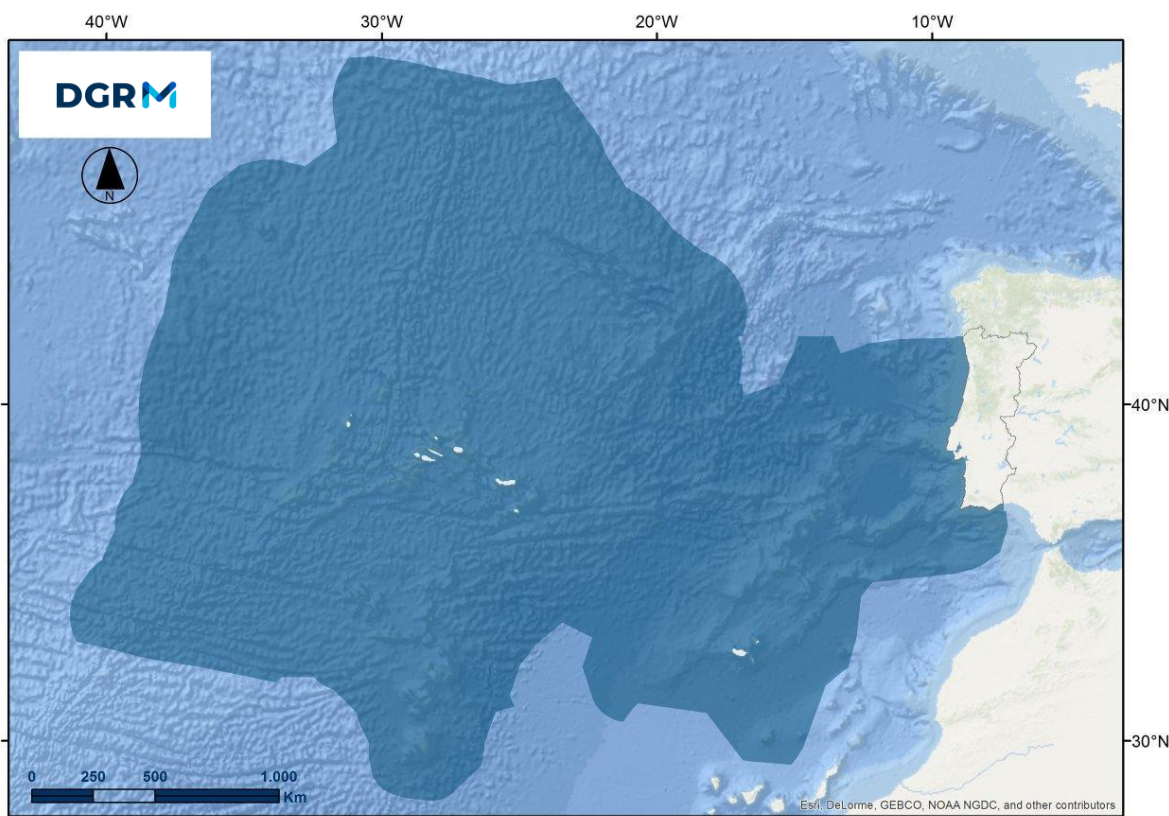 40°W 30°W 20°W 10°W
DGRM
N
40°N
30°N
0 250 500 1.000
Km
Esri, DeLorme, GEBCO, NOAA NGDC, and other contributors